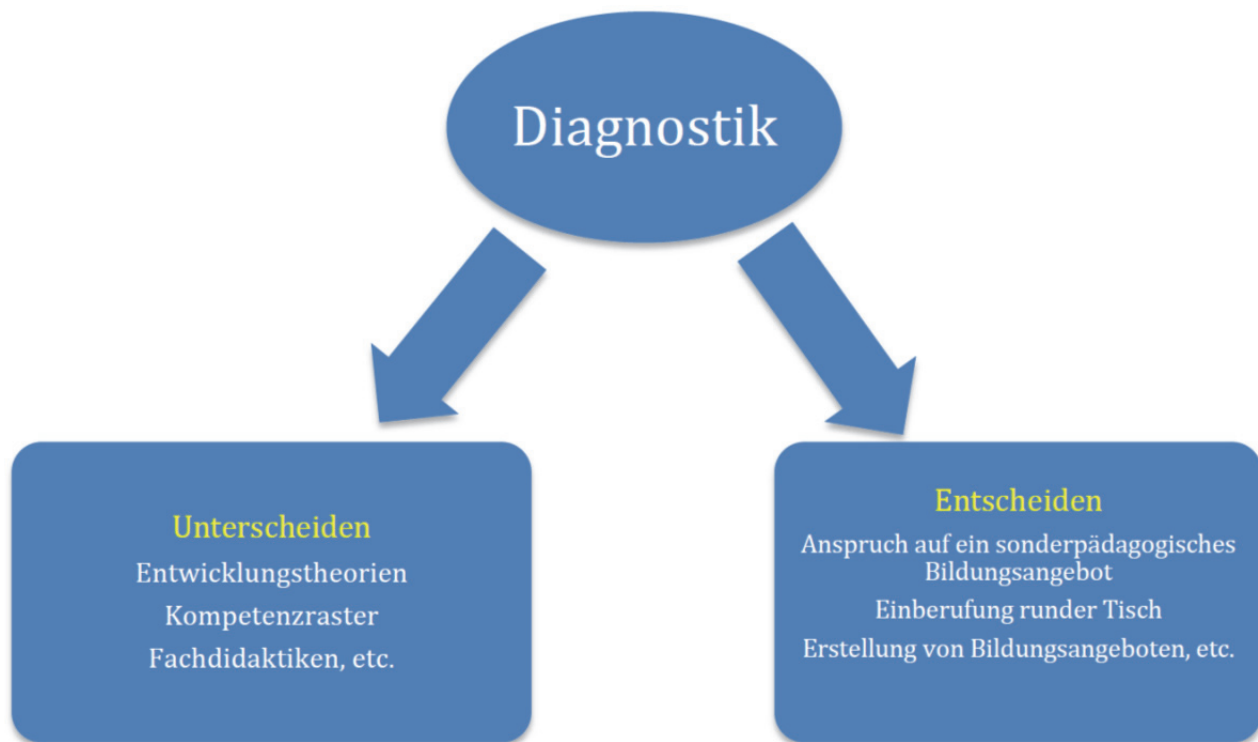 Diagnostik
Unterscheiden
Entwicklungstheorien
Kompetenzraster
Fachdidaktiken, etc.
Entscheiden
Anspruch auf ein sonderpädagogisches
Bildungsangebot
Einberufung runder Tisch
Erstellung von Bildungsangeboten, etc.